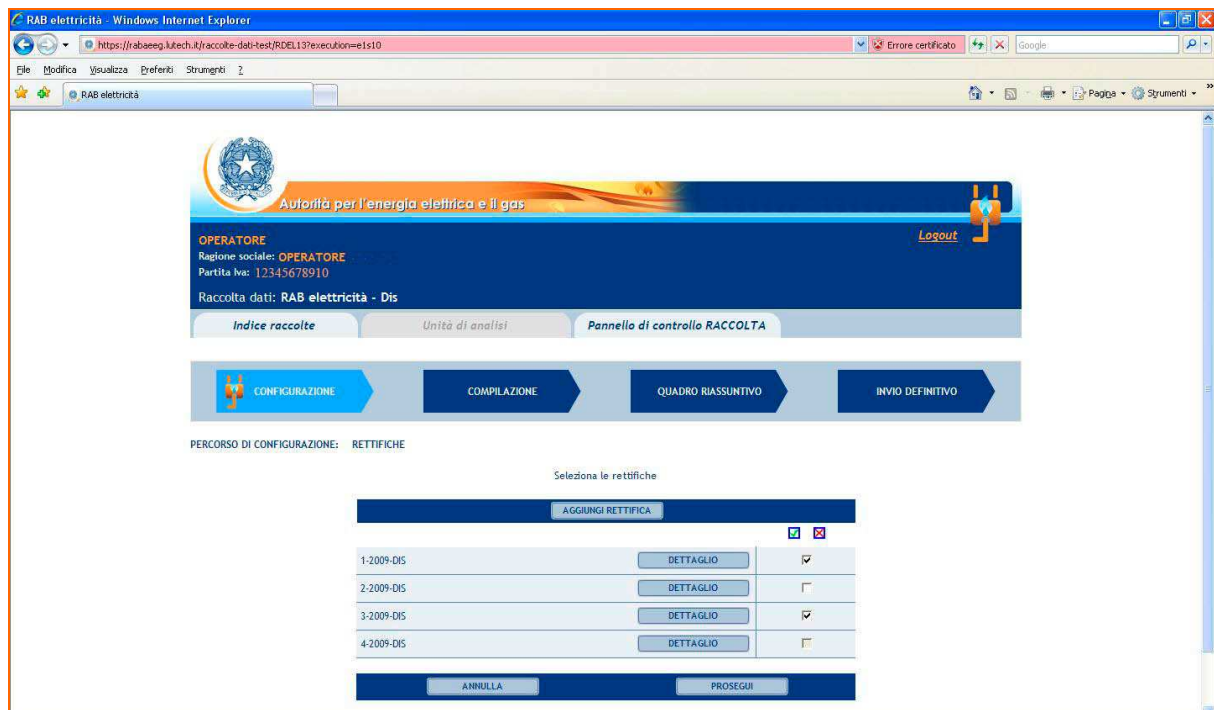 RAB elettricità - Windows Internet Explorer
https://rabaeeg.lutech.it/raccolte-dati-test/RDEL13?execution=e1s10
Errore certificato
Google
File Modifica Visualizza Preferiti Strumenti ?
RAB elettricità
Pagina
Strumenti
Autorità per l'energia elettrica e il gas
Logout
OPERATORE
Ragione sociale: OPERATORE
Partita Iva: 12345678910
Raccolta dati: RAB elettricità - Dis
Indice raccolte
Unità di analisi
Pannello di controllo RACCOLTA
CONFIGURAZIONE
COMPILAZIONE
QUADRO RIASSUNTIVO
INVIO DEFINITIVO
PERCORSO DI CONFIGURAZIONE: RETTIFICHE
Seleziona le rettifiche
AGGIUNGI RETTIFICA
1-2009-DIS DETTAGLIO
2-2009-DIS DETTAGLIO
3-2009-DIS DETTAGLIO
4-2009-DIS DETTAGLIO
ANNULLA
PROSEGUI